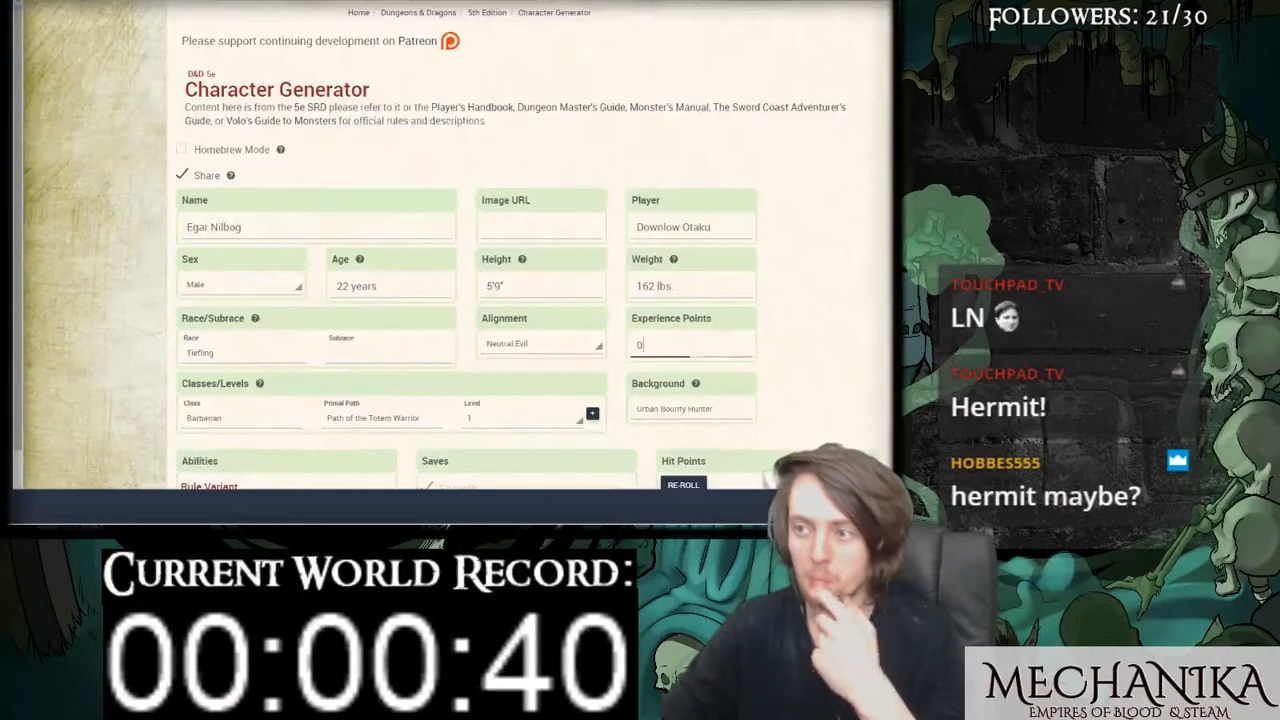 Home / Dungeons & Dragons / 5th Edition / Character Generator
FOLLOWERS: 21/30
Please support continuing development on Patreon
D&D 5e
Character Generator
Content here is from the 5e SRD please refer to it or the Player's Handbook, Dungeon Master's Guide, Monster's Manual, The Sword Coast Adventurer's
Guide, or Volo's Guide to Monsters for official rules and descriptions.
Homebrew Mode
Share
Name
Image URL
Player
Egar Nilbog
Downlow Otaku
Sex
Age
Height
Weight
Male
22 years
5'9"
162 lbs.
Race/Subrace
Alignment
Experience Points
Race
Subrace
Tiefling
Neutral Evil
0
Classes/Levels
Background
Class
Primal Path
Level
Barbarian
Path of the Totem Warrior
1
+
Urban Bounty Hunter
Abilities
Saves
Hit Points
Rule Variant
RE-ROLL
TOUCHPAD_TV
LN
TOUCHPAD_TV
Hermit!
HOBBES555
hermit maybe?
CURRENT WORLD RECORD:
00:00:40
MECHANIKA
EMPIRES OF BLOOD & STEAM